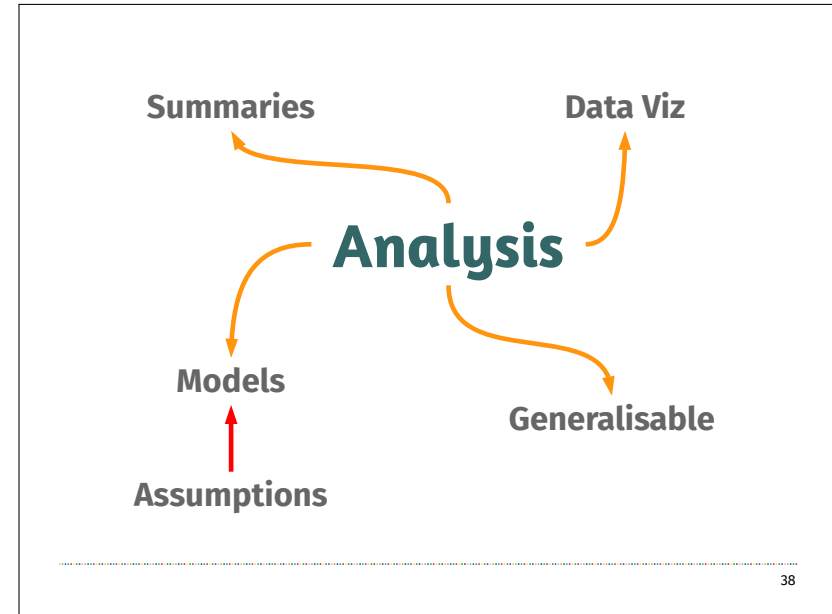 Summaries
Data Viz
Analysis
Models
Generalisable
Assumptions
38